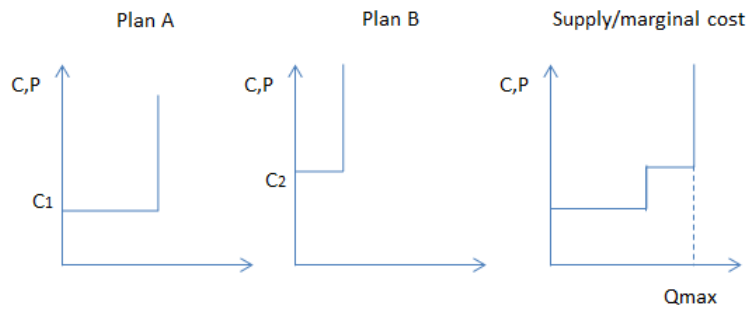 Plan A
Plan B
Supply/marginal cost
C,P
C,P
C,P
C1
C2
Qmax